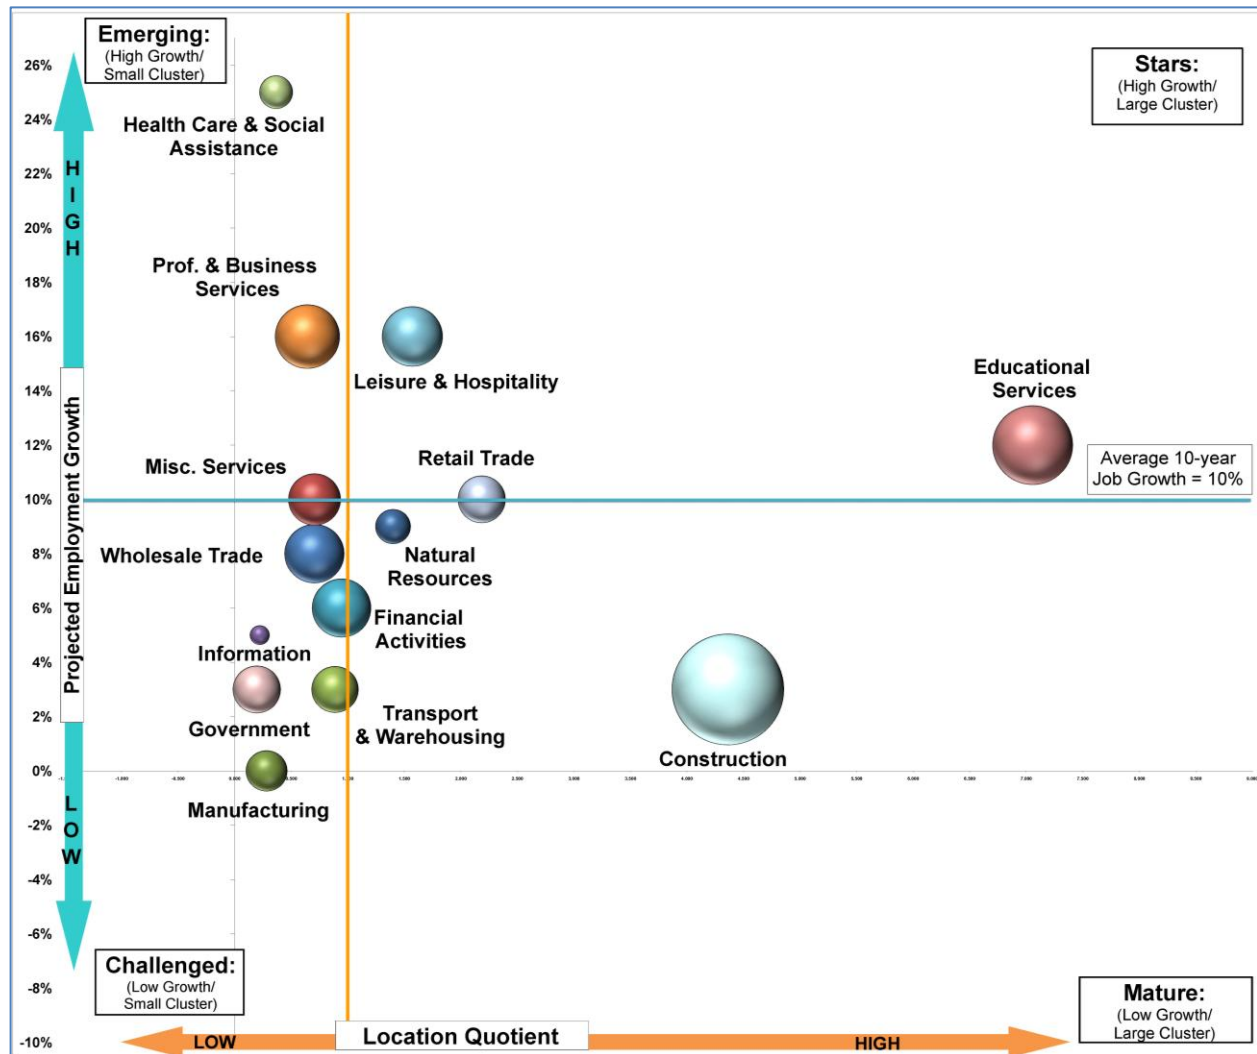 Emerging:
(High Growth/
Small Cluster)
Stars:
(High Growth/
Large Cluster)
26%
24%
22%
20%
18%
16%
14%
12%
10%
8%
6%
4%
2%
0%
-2%
-4%
-6%
-8%
-10%
HIGH
Projected Employment Growth
LOW
Health Care & Social
Assistance
Prof. & Business
Services
Leisure & Hospitality
Educational
Services
Average 10-year
Job Growth = 10%
Misc. Services
Retail Trade
Wholesale Trade
Natural
Resources
Financial
Activities
Information
Government
Transport
& Warehousing
Construction
Manufacturing
Challenged:
(Low Growth/
Small Cluster)
Mature:
(Low Growth/
Large Cluster)
LOW
Location Quotient
HIGH